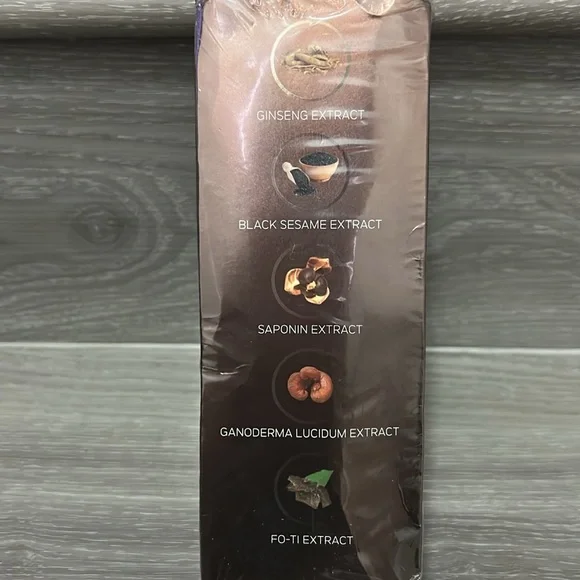 GINSENG EXTRACT
BLACK SESAME EXTRACT
SAPONIN EXTRACT
GANODERMA LUCIDUM EXTRACT
FO-TI EXTRACT